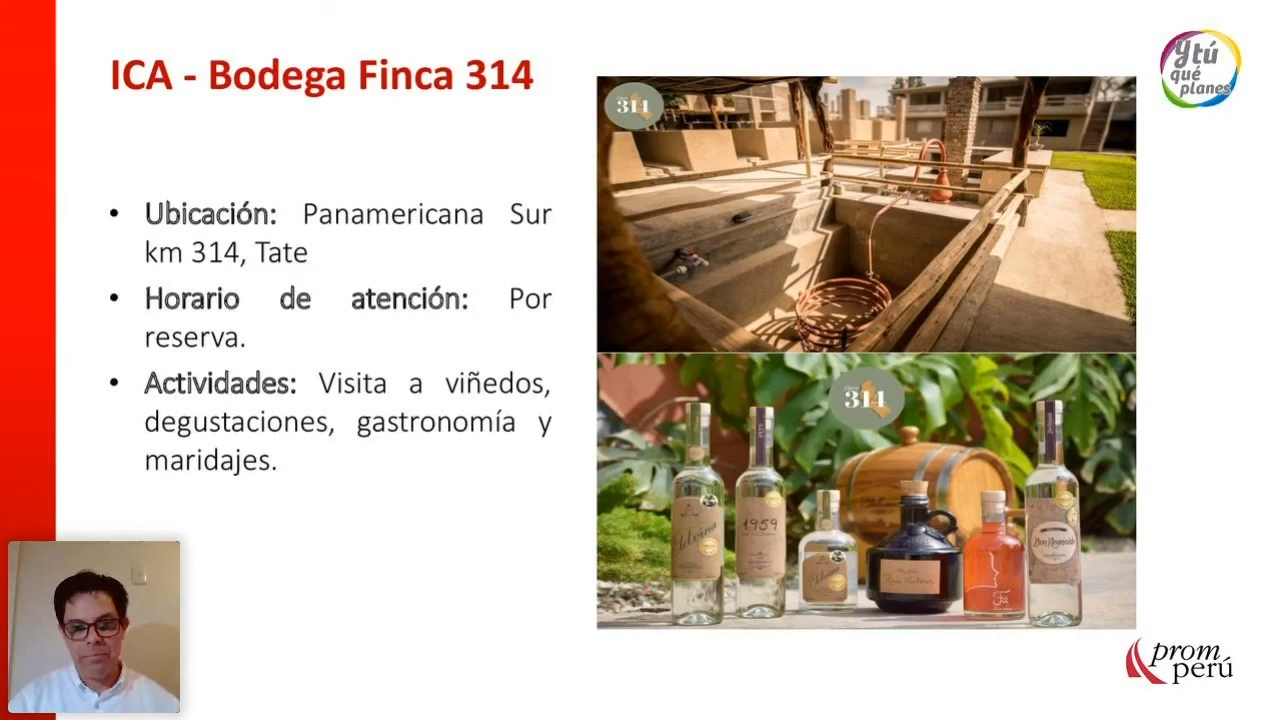 ICA - Bodega Finca 314
Ytú
qué
planes
• Ubicación: Panamericana Sur
km 314, Tate
• Horario de atención: Por
reserva.
• Actividades: Visita a viñedos,
degustaciones, gastronomía y
maridajes.
314
314
1959
prom
perú